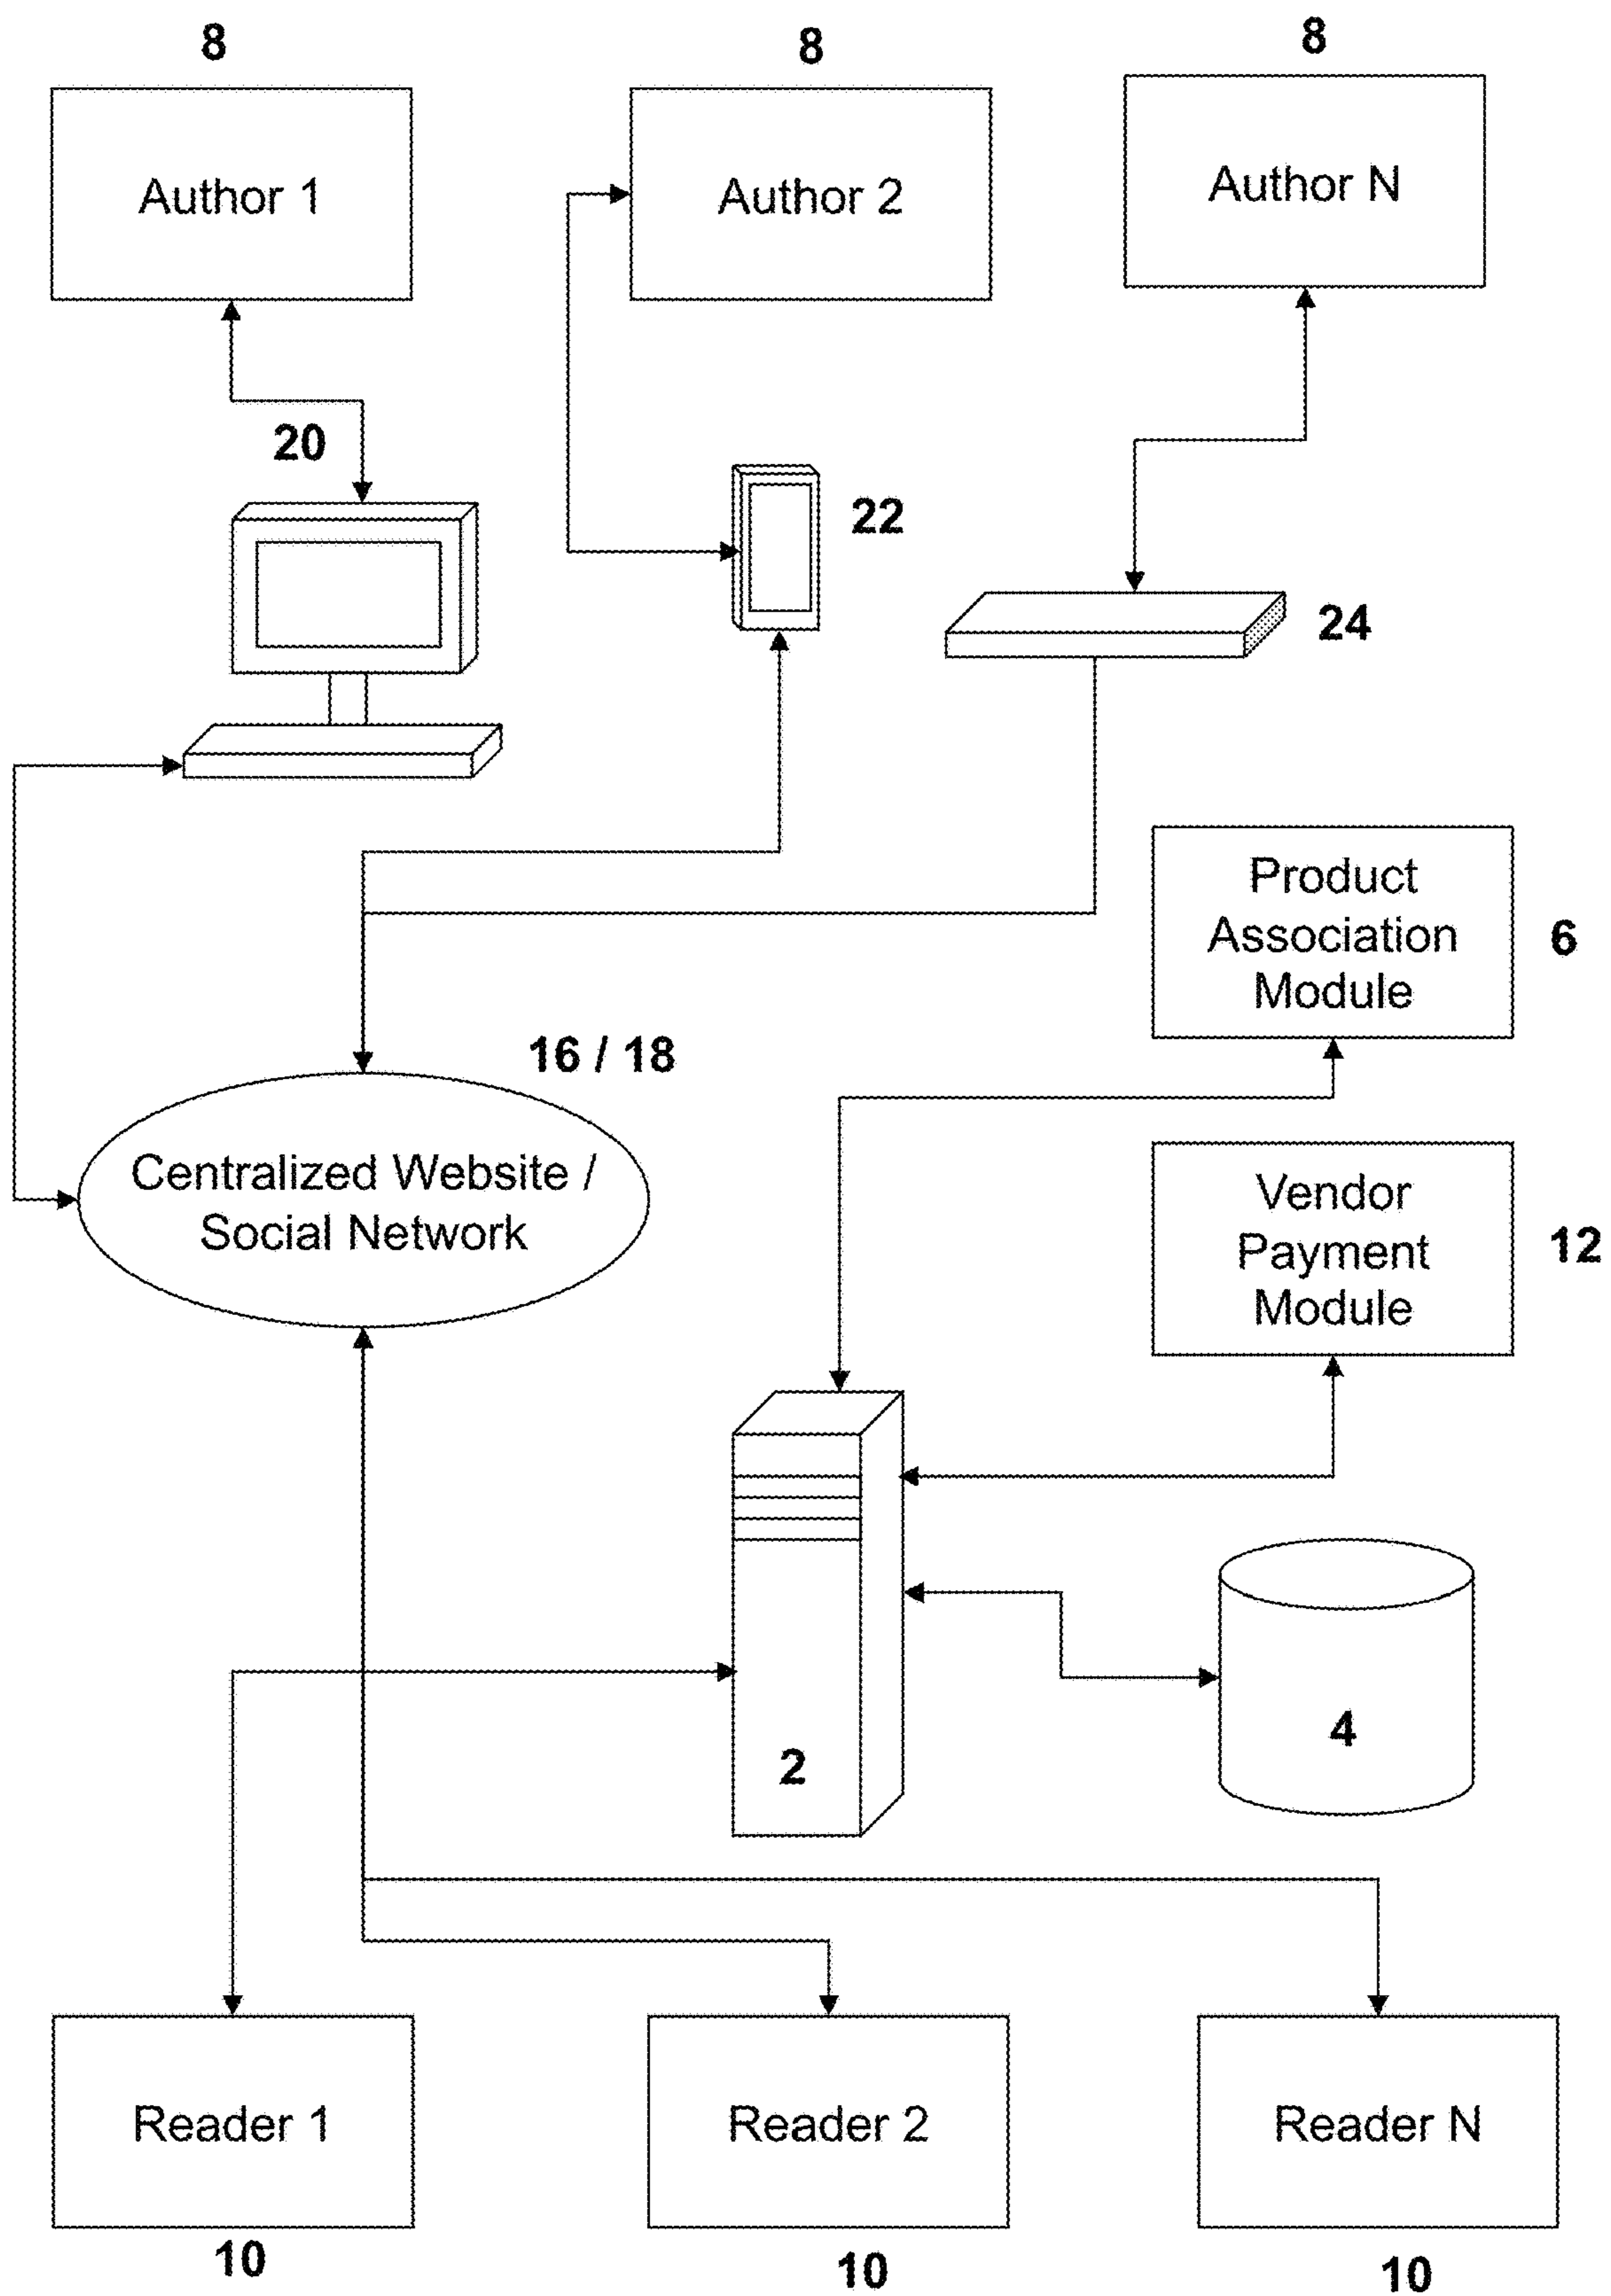 8
8
8
Author 1
Author 2
Author N
20
22
24
Product
Association
Module
6
16 / 18
Centralized Website /
Social Network
Vendor
Payment
Module
12
2
4
Reader 1
Reader 2
Reader N
10
10
10